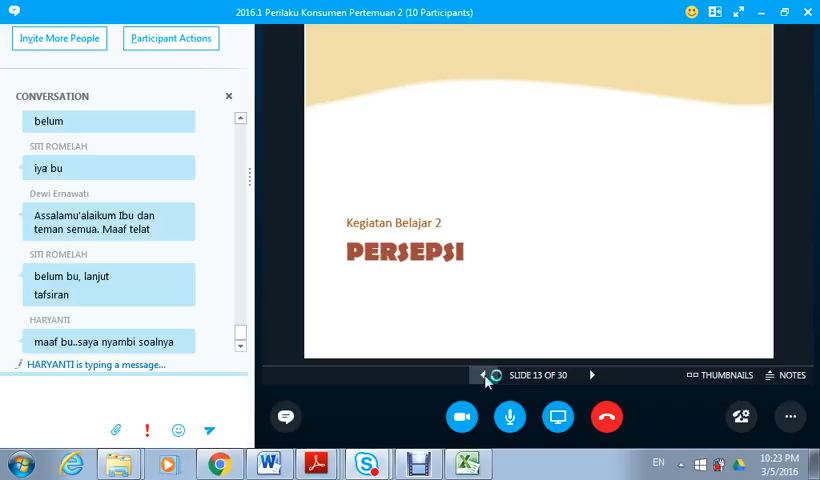 2016.1 Perilaku Konsumen Pertemuan 2 (10 Participants)
Invite More People
Participant Actions
CONVERSATION
belum
SITI ROMELAH
iya bu
Dewi Ernawati
Assalamu'alaikum Ibu dan
teman semua. Maaf telat
SITI ROMELAH
belum bu, lanjut
tafsiran
HARYANTI
maaf bu..saya nyambi soalnya
HARYANTI is typing a message...
Kegiatan Belajar 2
PERSEPSI
SLIDE 13 OF 30
THUMBNAILS
NOTES
EN
10:23 PM
3/5/2016